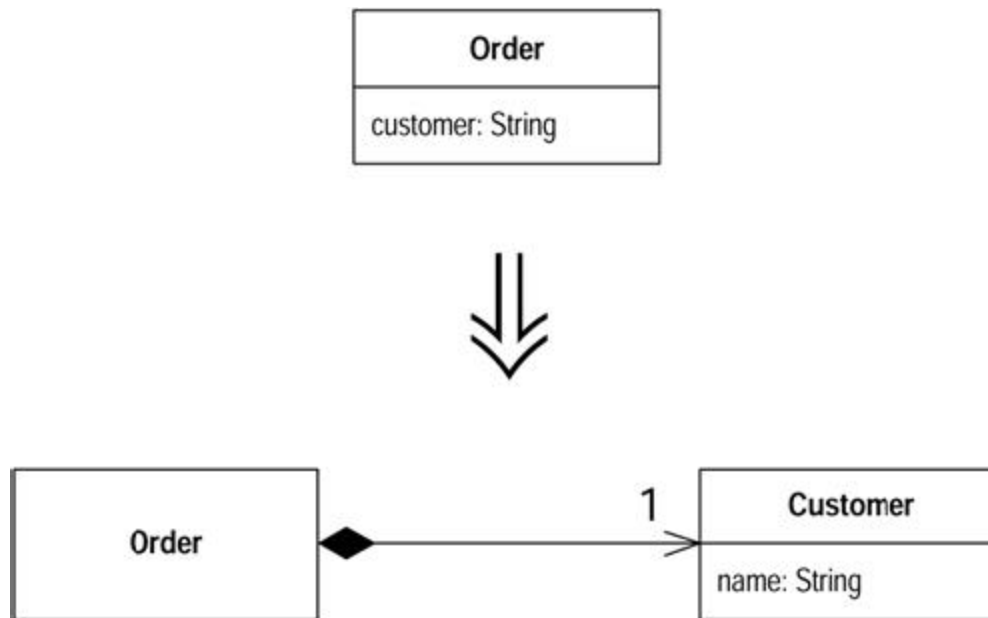 Order
customer: String
1
Customer
Order
name: String